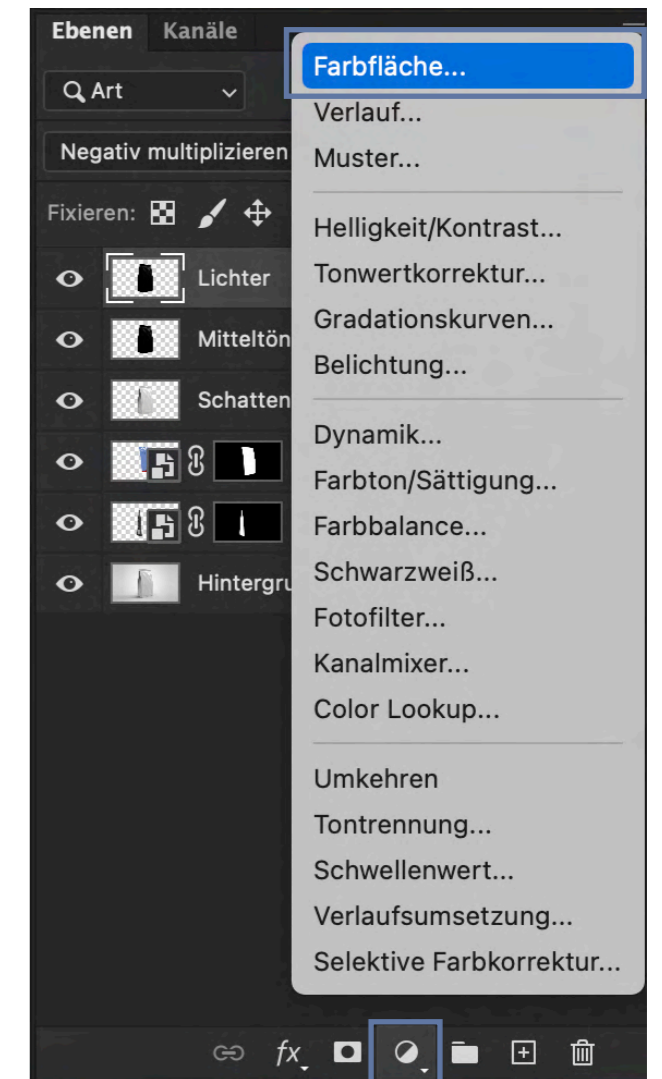 Ebenen Kanäle
Art
Negativ multiplizieren
Fixieren:
Lichter
Mitteltön
Schatten
Hintergru
Farbfläche...
Verlauf...
Muster...
Helligkeit/Kontrast...
Tonwertkorrektur...
Gradationskurven...
Belichtung...
Dynamik...
Farbton/Sättigung...
Farbbalance...
Schwarzweiß...
Fotofilter...
Kanalmixer...
Color Lookup...
Umkehren
Tontrennung...
Schwellenwert...
Verlaufsumsetzung...
Selektive Farbkorrektur...
fx